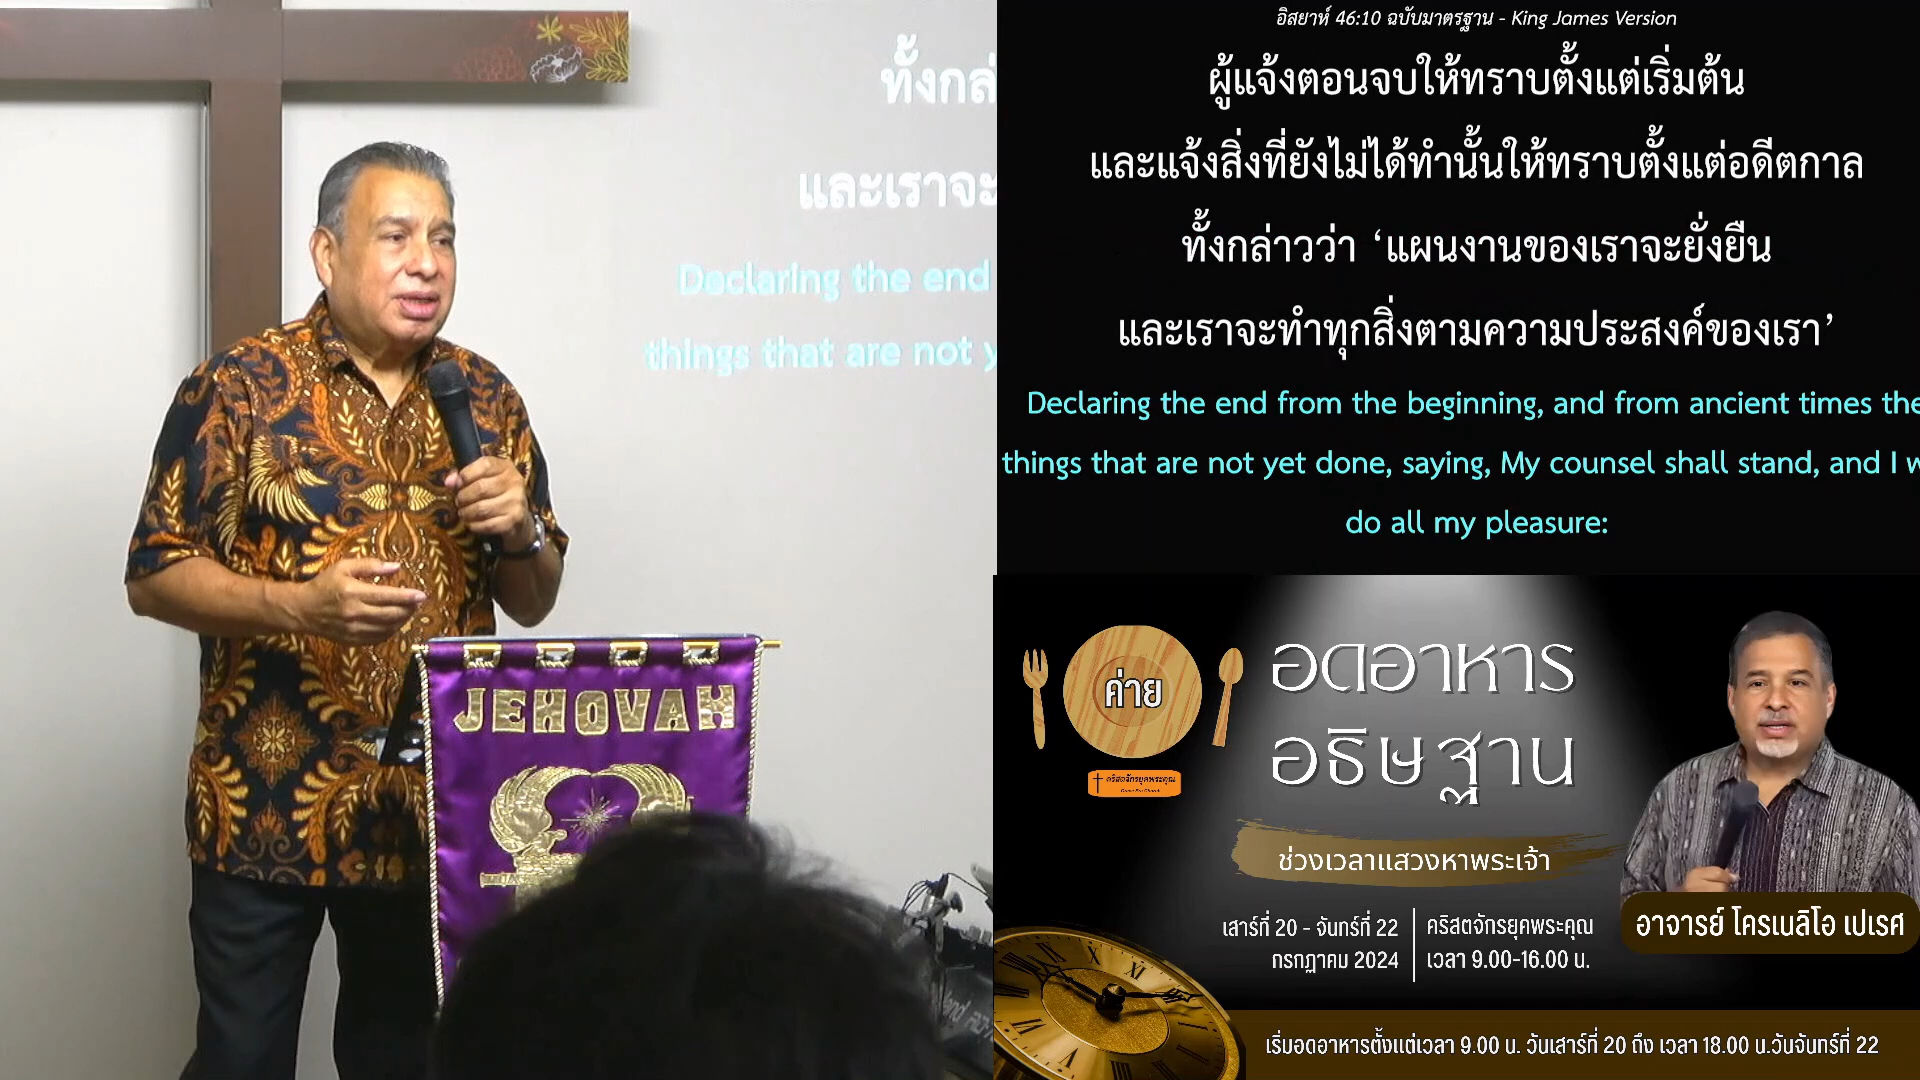 ทั้งกล่
และเราจะ
Declaring the end
things that are not y
JEHOVAH
อิสยาห์ 46:10 ฉบับมาตรฐาน - King James Version
ผู้แจ้งตอนจบให้ทราบตั้งแต่เริ่มต้น
และแจ้งสิ่งที่ยังไม่ได้ทำนั้นให้ทราบตั้งแต่อดีตกาล
ทั้งกล่าวว่า ‘แผนงานของเราจะยั่งยืน
และเราจะทำทุกสิ่งตามความประสงค์ของเรา’
Declaring the end from the beginning, and from ancient times the
things that are not yet done, saying, My counsel shall stand, and I w
do all my pleasure:
ค่าย
คริสตจักรยุคพระคุณ
อดอาหาร
อธิษฐาน
ช่วงเวลาแสวงหาพระเจ้า
เสาร์ที่ 20 - จันทร์ที่ 22
กรกฎาคม 2024
คริสตจักรยุคพระคุณ
เวลา 9.00-16.00 น.
อาจารย์ โครเนลิโอ เปเรศ
X XI
V
เริ่มอดอาหารตั้งแต่เวลา 9.00 น. วันเสาร์ที่ 20 ถึง เวลา 18.00 น.วันจันทร์ที่ 22